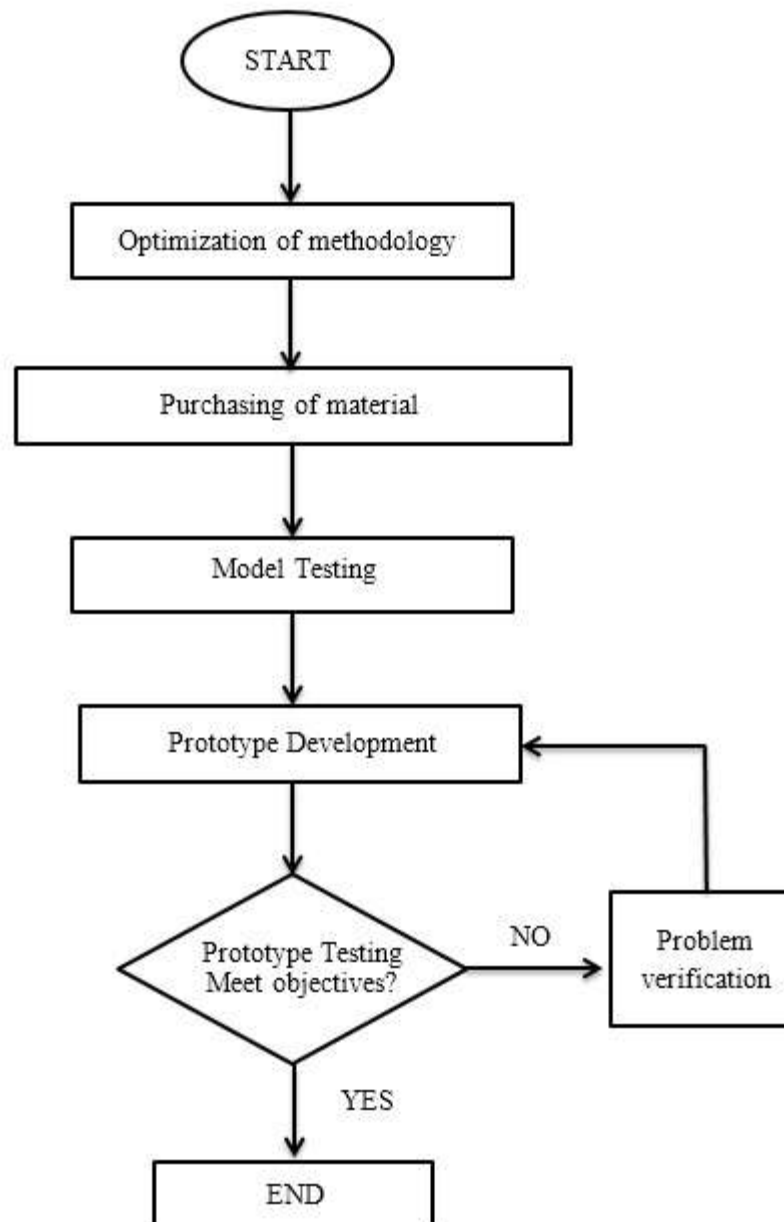 START
Optimization of methodology
Purchasing of material
Model Testing
Prototype Development
Prototype Testing
Meet objectives?
NO
Problem
verification
YES
END